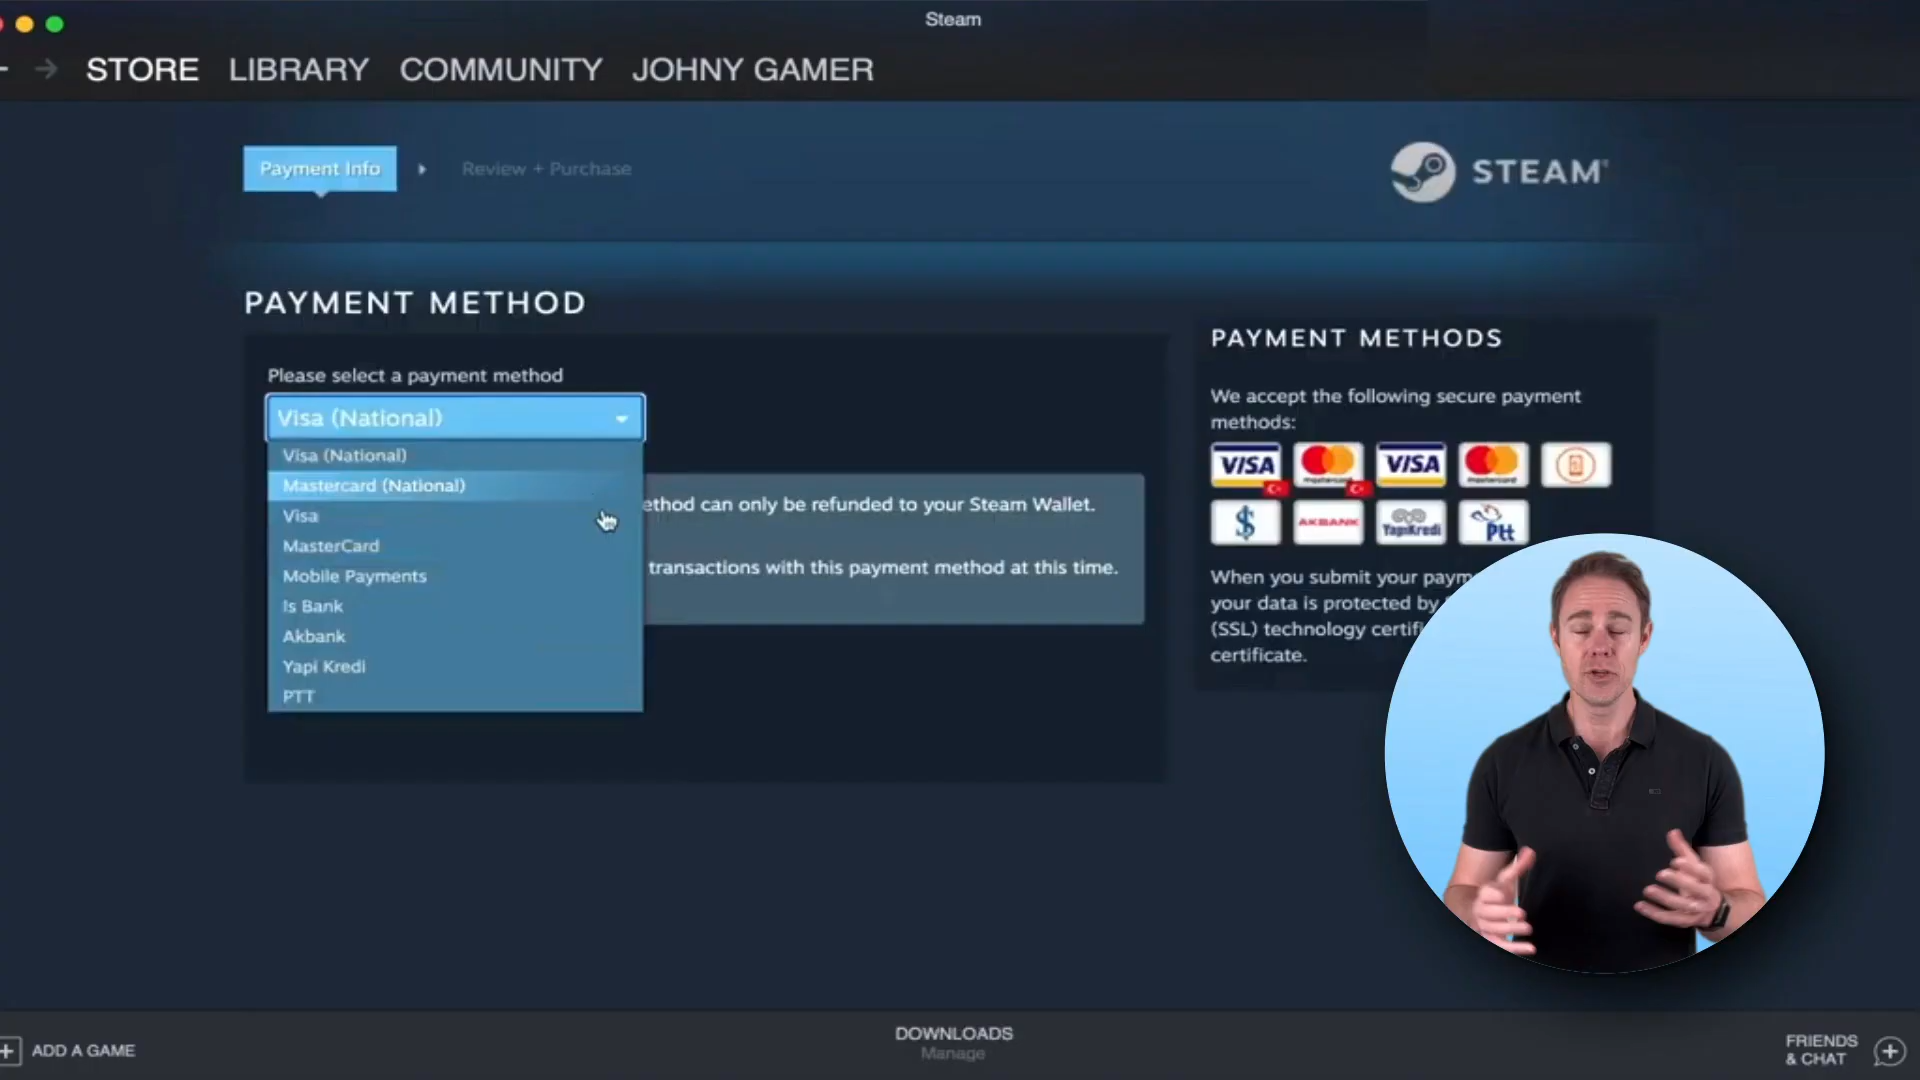 Steam
STORE LIBRARY COMMUNITY JOHNY GAMER
Payment Info
Review + Purchase
STEAM
PAYMENT METHOD
Please select a payment method
Visa (National)
Visa (National)
Mastercard (National)
Visa
MasterCard
Mobile Payments
Is Bank
Akbank
Yapi Kredi
PTT
ethod can only be refunded to your Steam Wallet.
transactions with this payment method at this time.
PAYMENT METHODS
We accept the following secure payment
methods:
VISA mastercard VISA mastercard
$ AKBANK YapıKredi Ptt
When you submit your paym
your data is protected by
(SSL) technology certif
certificate.
ADD A GAME
DOWNLOADS
Manage
FRIENDS
& CHAT